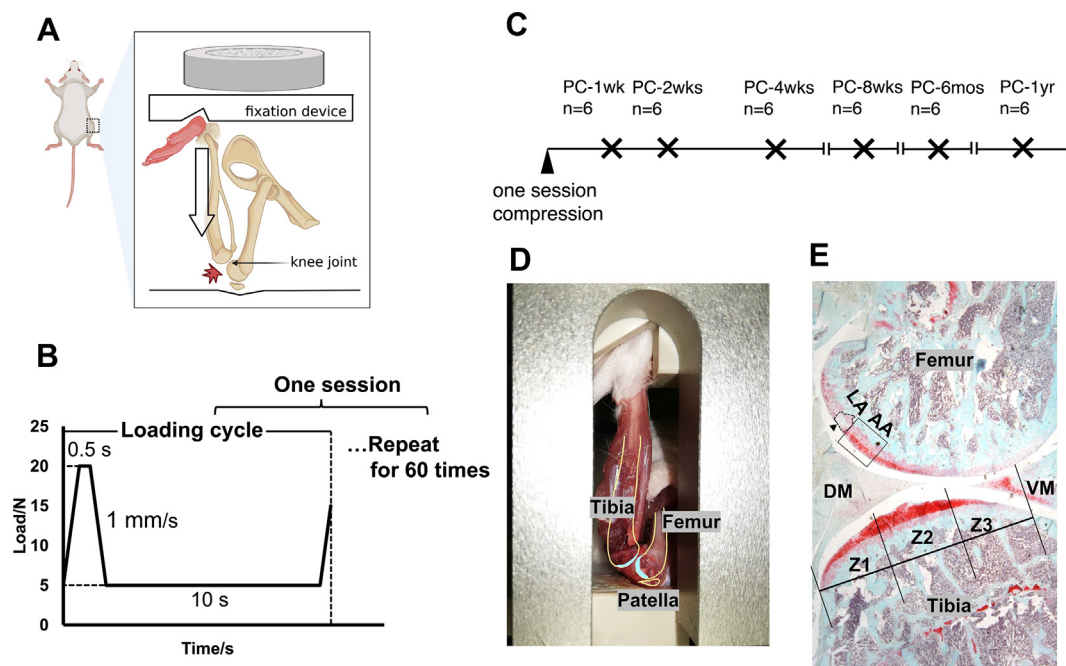 A
fixation device
knee joint
B
One session
Loading cycle
...Repeat
for 60 times
25
20
15
10
5
0
Load/N
0.5 s
1 mm/s
10 s
Time/s
C
PC-1wk
n=6
PC-2wks
n=6
PC-4wks
n=6
PC-8wks
n=6
PC-6mos
n=6
PC-1yr
n=6
one session
compression
D
Tibia
Femur
Patella
E
Femur
LA AA
*
DM
VM
Z1
Z2
Z3
Tibia